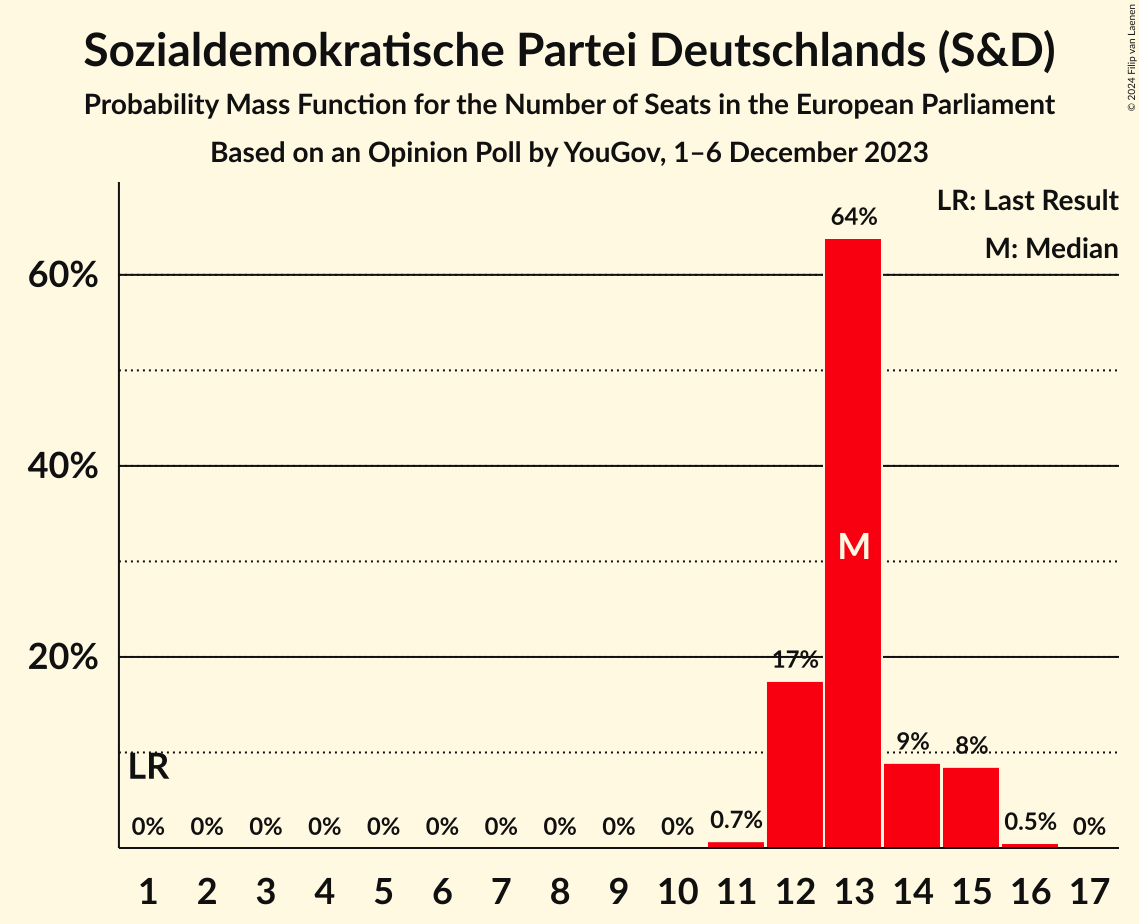 Sozialdemokratische Partei Deutschlands (S&D)
Probability Mass Function for the Number of Seats in the European Parliament
Based on an Opinion Poll by YouGov, 1–6 December 2023
© 2024 Filip van Laenen
LR: Last Result
M: Median
64%
60%
40%
M
20%
17%
9%
8%
LR
0% 0% 0% 0% 0% 0% 0% 0% 0% 0% 0.7% 0.5% 0%
1 2 3 4 5 6 7 8 9 10 11 12 13 14 15 16 17